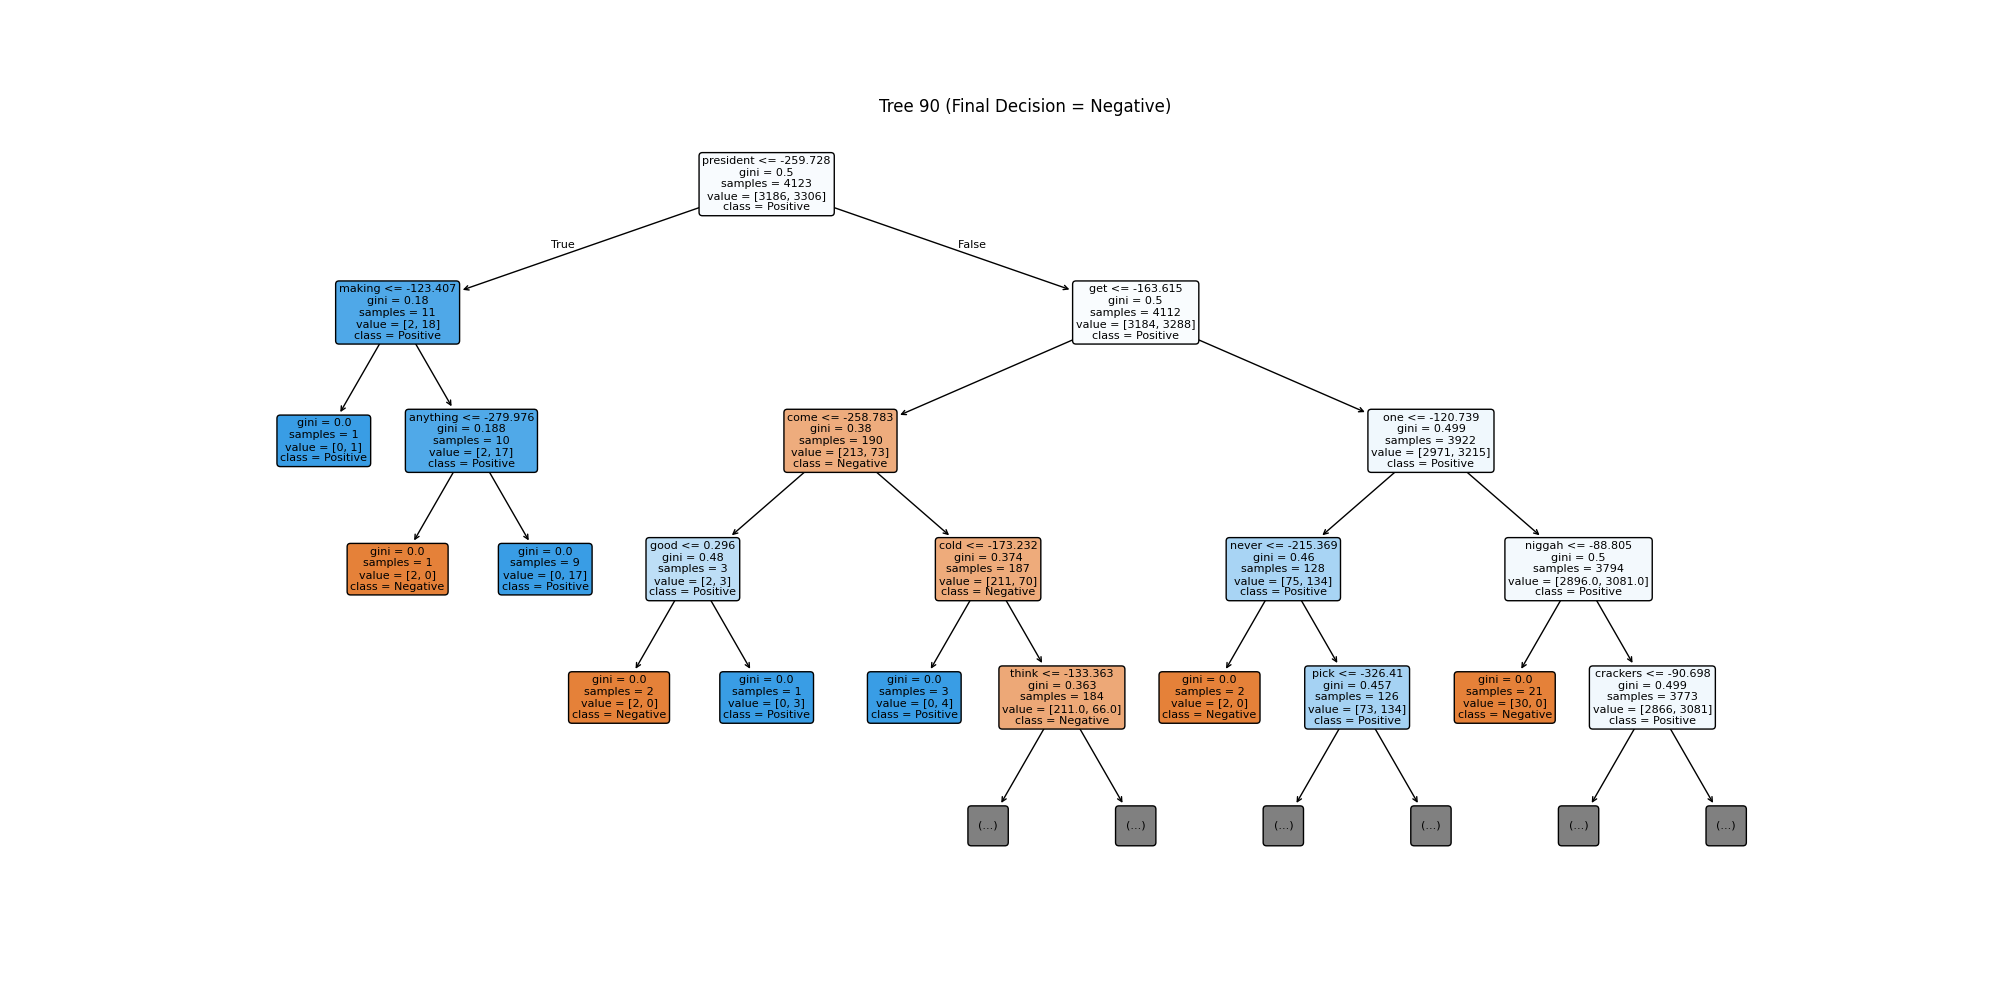 Tree 90 (Final Decision = Negative)
president <= -259.728
gini = 0.5
samples = 4123
value = [3186, 3306]
class = Positive
True
False
making <= -123.407
gini = 0.18
samples = 11
value = [2, 18]
class = Positive
get <= -163.615
gini = 0.5
samples = 4112
value = [3184, 3288]
class = Positive
gini = 0.0
samples = 1
value = [0, 1]
class = Positive
anything <= -279.976
gini = 0.188
samples = 10
value = [2, 17]
class = Positive
come <= -258.783
gini = 0.38
samples = 190
value = [213, 73]
class = Negative
one <= -120.739
gini = 0.499
samples = 3922
value = [2971, 3215]
class = Positive
gini = 0.0
samples = 1
value = [2, 0]
class = Negative
gini = 0.0
samples = 9
value = [0, 17]
class = Positive
good <= 0.296
gini = 0.48
samples = 3
value = [2, 3]
class = Positive
cold <= -173.232
gini = 0.374
samples = 187
value = [211, 70]
class = Negative
never <= -215.369
gini = 0.46
samples = 128
value = [75, 134]
class = Positive
niggah <= -88.805
gini = 0.5
samples = 3794
value = [2896.0, 3081.0]
class = Positive
gini = 0.0
samples = 2
value = [2, 0]
class = Negative
gini = 0.0
samples = 1
value = [0, 3]
class = Positive
gini = 0.0
samples = 3
value = [0, 4]
class = Positive
think <= -133.363
gini = 0.363
samples = 184
value = [211.0, 66.0]
class = Negative
gini = 0.0
samples = 2
value = [2, 0]
class = Negative
pick <= -326.41
gini = 0.457
samples = 126
value = [73, 134]
class = Positive
gini = 0.0
samples = 21
value = [30, 0]
class = Negative
crackers <= -90.698
gini = 0.499
samples = 3773
value = [2866, 3081]
class = Positive
(...)
(...)
(...)
(...)
(...)
(...)